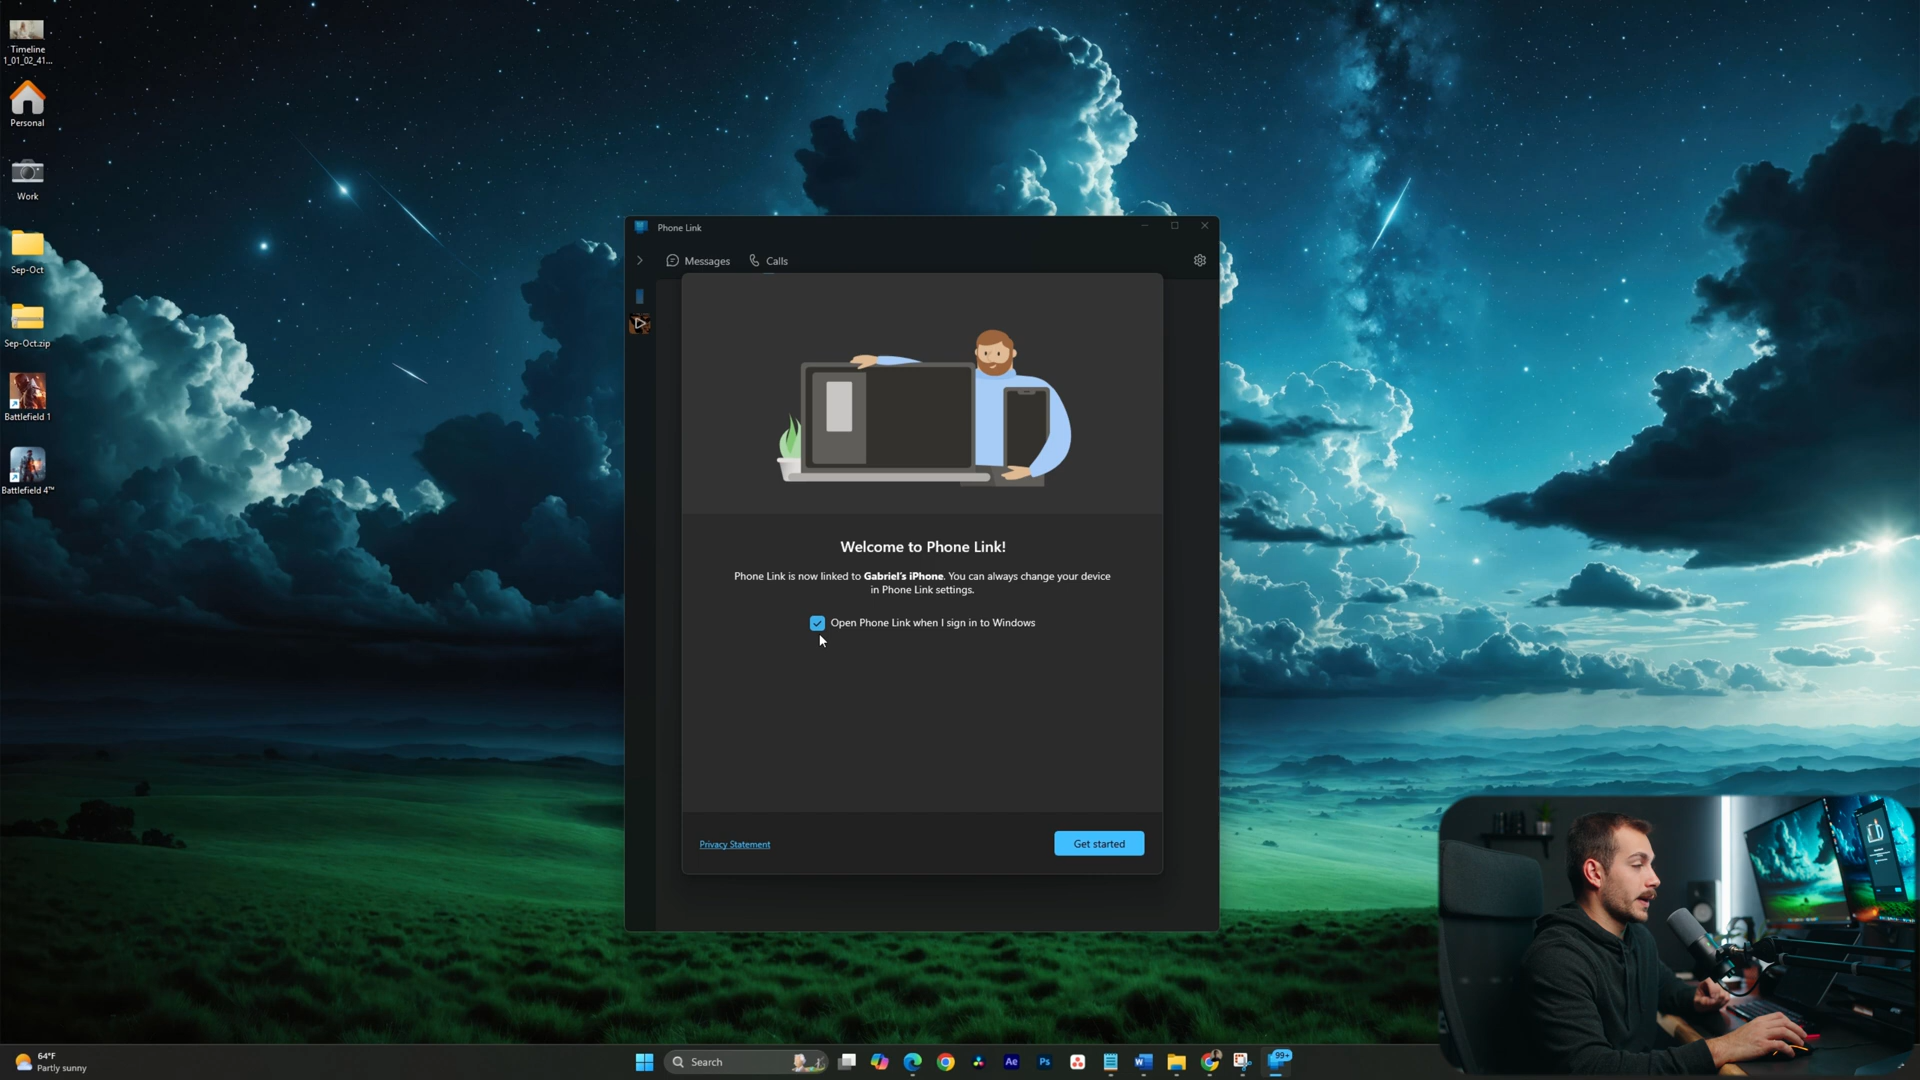 Timeline
1_01_02_41...
Personal
Work
Sep-Oct
Sep-Oct.zip
Battlefield 1
Battlefield 4™
Phone Link
Messages
Calls
Welcome to Phone Link!
Phone Link is now linked to Gabriel's iPhone. You can always change your device
in Phone Link settings.
Open Phone Link when I sign in to Windows
Privacy Statement
Get started
64°F
Partly sunny
Search
Ae
Ps
W
99+